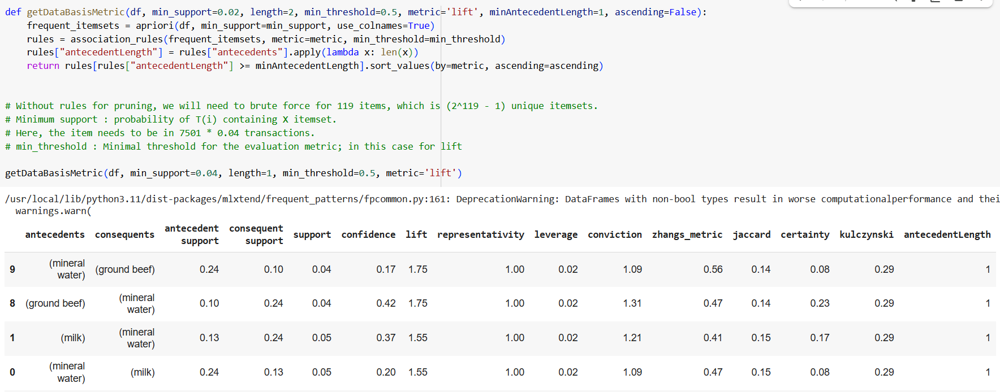 def getDataBasisMetric(df, min_support=0.02, length=2, min_threshold=0.5, metric='lift', minAntecedentLength=1, ascending=False):
    frequent_itemsets = apriori(df, min_support=min_support, use_colnames=True)
    rules = association_rules(frequent_itemsets, metric=metric, min_threshold=min_threshold)
    rules["antecedentLength"] = rules["antecedents"].apply(lambda x: len(x))
    return rules[rules["antecedentLength"] >= minAntecedentLength].sort_values(by=metric, ascending=ascending)
# Without rules for pruning, we will need to brute force for 119 items, which is (2^119 - 1) unique itemsets.
# Minimum support : probability of T(i) containing X itemset.
# Here, the item needs to be in 7501 * 0.04 transactions.
# min_threshold : Minimal threshold for the evaluation metric; in this case for lift
getDataBasisMetric(df, min_support=0.04, length=1, min_threshold=0.5, metric='lift')
/usr/local/lib/python3.11/dist-packages/mlxtend/frequent_patterns/fpcommon.py:161: DeprecationWarning: DataFrames with non-bool types result in worse computationalperformance and thei
  warnings.warn(
antecedents consequents antecedent support consequent support support confidence lift representativity leverage conviction zhangs_metric jaccard certainty kulczynski antecedentLength
9 (mineral water) (ground beef) 0.24 0.10 0.04 0.17 1.75 1.00 0.02 1.09 0.56 0.14 0.08 0.29 1
8 (ground beef) (mineral water) 0.10 0.24 0.04 0.42 1.75 1.00 0.02 1.31 0.47 0.14 0.23 0.29 1
1 (milk) (mineral water) 0.13 0.24 0.05 0.37 1.55 1.00 0.02 1.21 0.41 0.15 0.17 0.29 1
0 (mineral water) (milk) 0.24 0.13 0.05 0.20 1.55 1.00 0.02 1.09 0.47 0.15 0.08 0.29 1